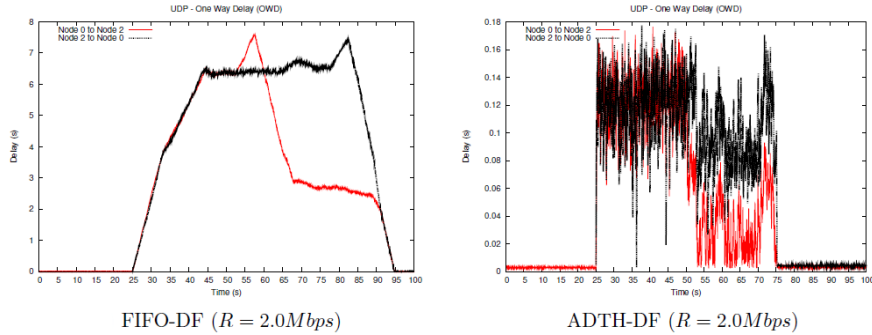 UDP - One Way Delay (OWD)
Node 0 to Node 2
Node 2 to Node 0
Delay (s)
8
7
6
5
4
3
2
1
0
0 5 10 15 20 25 30 35 40 45 50 55 60 65 70 75 80 85 90 95 100
Time (s)
FIFO-DF (R = 2.0Mbps)
UDP - One Way Delay (OWD)
Node 0 to Node 2
Node 2 to Node 0
Delay (s)
0.18
0.16
0.14
0.12
0.1
0.08
0.06
0.04
0.02
0
0 5 10 15 20 25 30 35 40 45 50 55 60 65 70 75 80 85 90 95 100
Time (s)
ADTH-DF (R = 2.0Mbps)